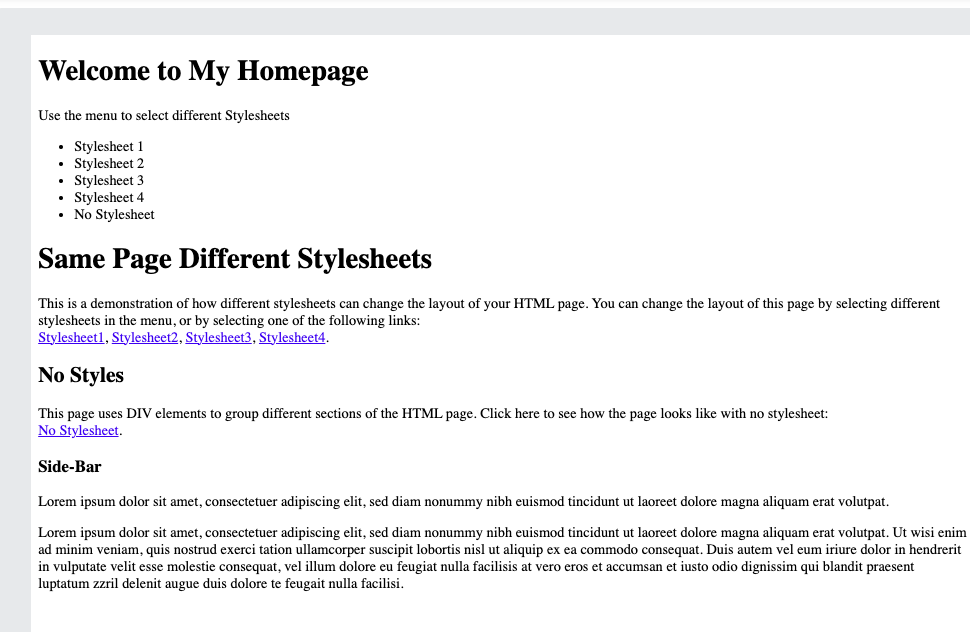 Welcome to My Homepage
Use the menu to select different Stylesheets
• Stylesheet 1
• Stylesheet 2
• Stylesheet 3
• Stylesheet 4
• No Stylesheet
Same Page Different Stylesheets
This is a demonstration of how different stylesheets can change the layout of your HTML page. You can change the layout of this page by selecting different
stylesheets in the menu, or by selecting one of the following links:
Stylesheet1, Stylesheet2, Stylesheet3, Stylesheet4.
No Styles
This page uses DIV elements to group different sections of the HTML page. Click here to see how the page looks like with no stylesheet:
No Stylesheet.
Side-Bar
Lorem ipsum dolor sit amet, consectetuer adipiscing elit, sed diam nonummy nibh euismod tincidunt ut laoreet dolore magna aliquam erat volutpat.
Lorem ipsum dolor sit amet, consectetuer adipiscing elit, sed diam nonummy nibh euismod tincidunt ut laoreet dolore magna aliquam erat volutpat. Ut wisi enim
ad minim veniam, quis nostrud exerci tation ullamcorper suscipit lobortis nisl ut aliquip ex ea commodo consequat. Duis autem vel eum iriure dolor in hendrerit
in vulputate velit esse molestie consequat, vel illum dolore eu feugiat nulla facilisis at vero eros et accumsan et iusto odio dignissim qui blandit praesent
luptatum zzril delenit augue duis dolore te feugait nulla facilisi.